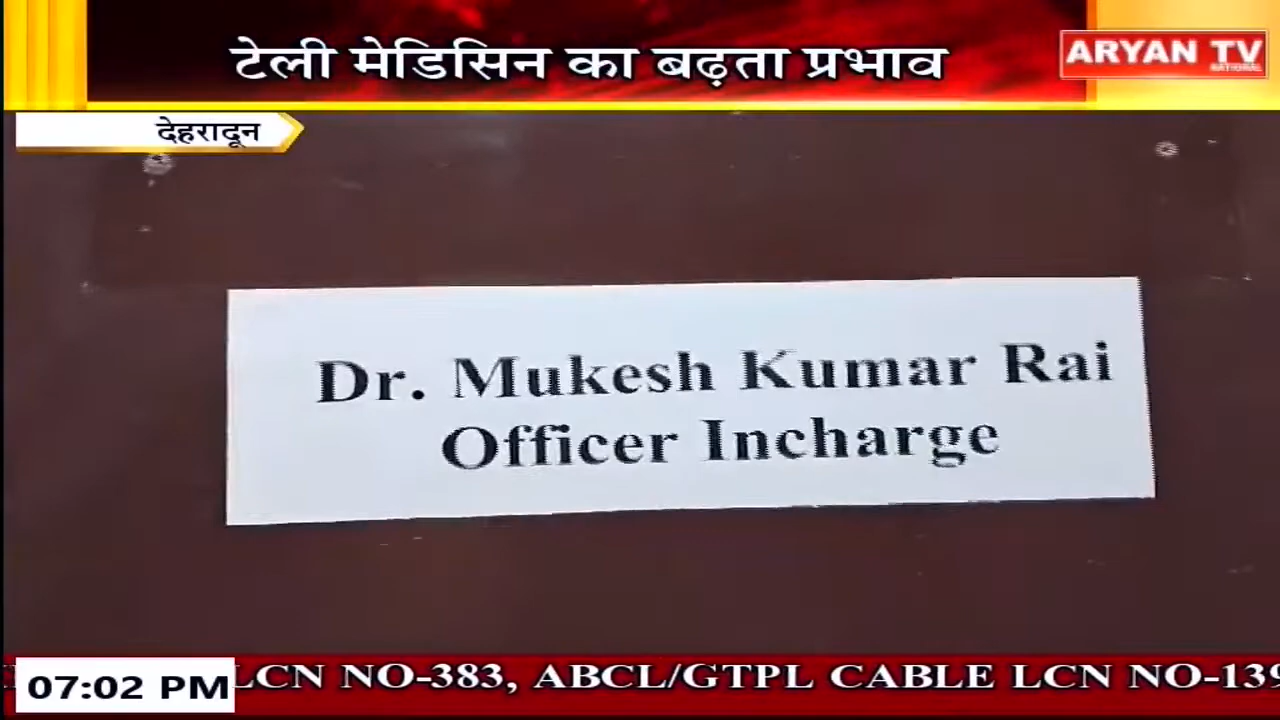 टेली मेडिसिन का बढ़ता प्रभाव
ARYAN TV
NATIONAL
देहरादून
Dr. Mukesh Kumar Rai
Officer Incharge
07:02 PM
LCN NO-383, ABCL/GTPL CABLE LCN NO-139